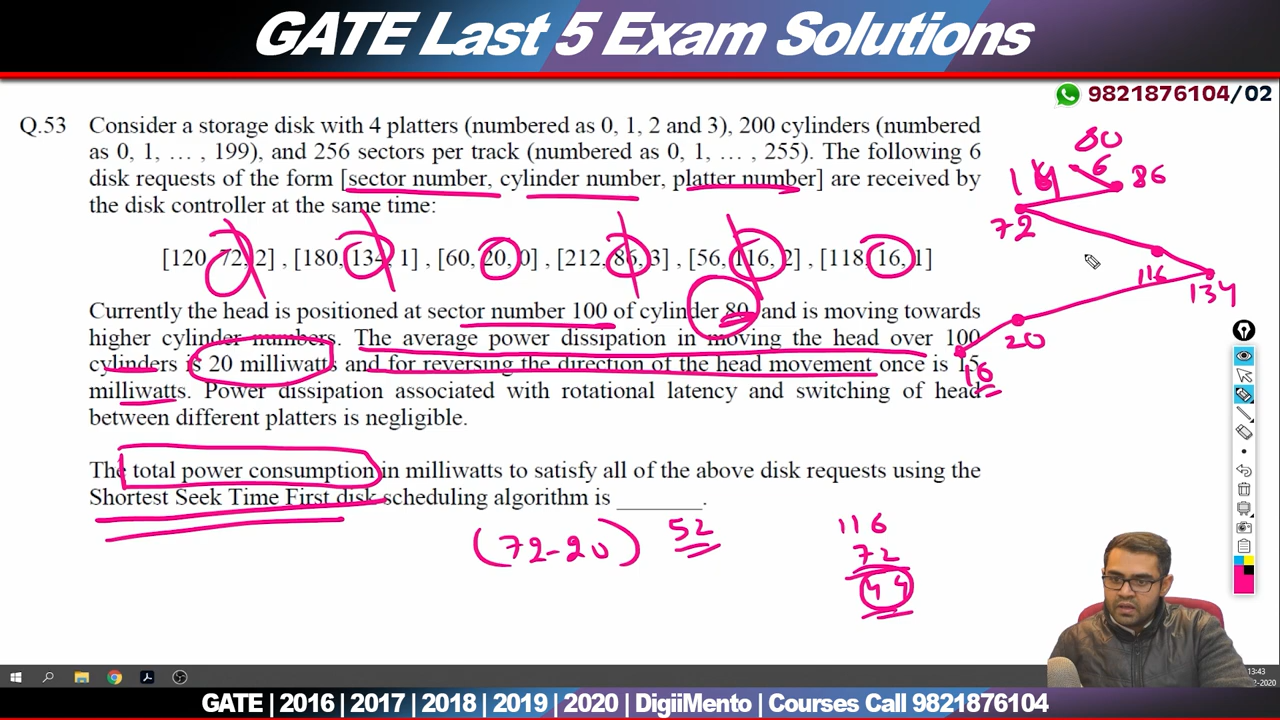 GATE Last 5 Exam Solutions
9821876104/02
Q.53 Consider a storage disk with 4 platters (numbered as 0, 1, 2 and 3), 200 cylinders (numbered
as 0, 1, … , 199), and 256 sectors per track (numbered as 0, 1, … , 255). The following 6
disk requests of the form [sector number, cylinder number, platter number] are received by
the disk controller at the same time:
[120, 72, 2] , [180, 134, 1] , [60, 20, 0] , [212, 86, 3] , [56, 116, 2] , [118, 16, 1]
Currently the head is positioned at sector number 100 of cylinder 80, and is moving towards
higher cylinder numbers. The average power dissipation in moving the head over 100
cylinders is 20 milliwatts and for reversing the direction of the head movement once is 15
milliwatts. Power dissipation associated with rotational latency and switching of head
between different platters is negligible.
The total power consumption in milliwatts to satisfy all of the above disk requests using the
Shortest Seek Time First disk scheduling algorithm is ________.
80
6
86
72
116
134
20
16
(72-20) 52
116
72
44
13:43
-2020
GATE | 2016 | 2017 | 2018 | 2019 | 2020 | DigiiMento | Courses Call 9821876104